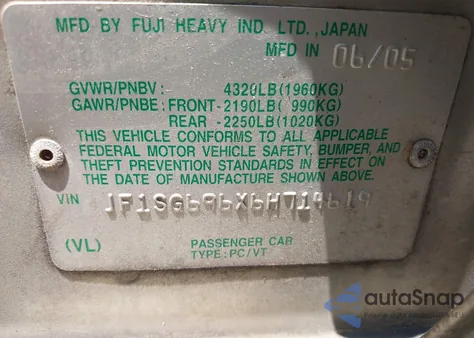 MFD BY FUJI HEAVY IND. LTD., JAPAN
MFD IN 06/05
GVWR/PNBV : 4320LB(1960KG)
GAWR/PNBE: FRONT-2190LB( 990KG)
REAR -2250LB(1020KG)
THIS VEHICLE CONFORMS TO ALL APPLICABLE
FEDERAL MOTOR VEHICLE SAFETY, BUMPER, AND
THEFT PREVENTION STANDARDS IN EFFECT ON
THE DATE OF MANUFACTURE SHOWN ABOVE.
VIN JF1SG696X6H719619
(VL) PASSENGER CAR
TYPE: PC/VT
autoSnap